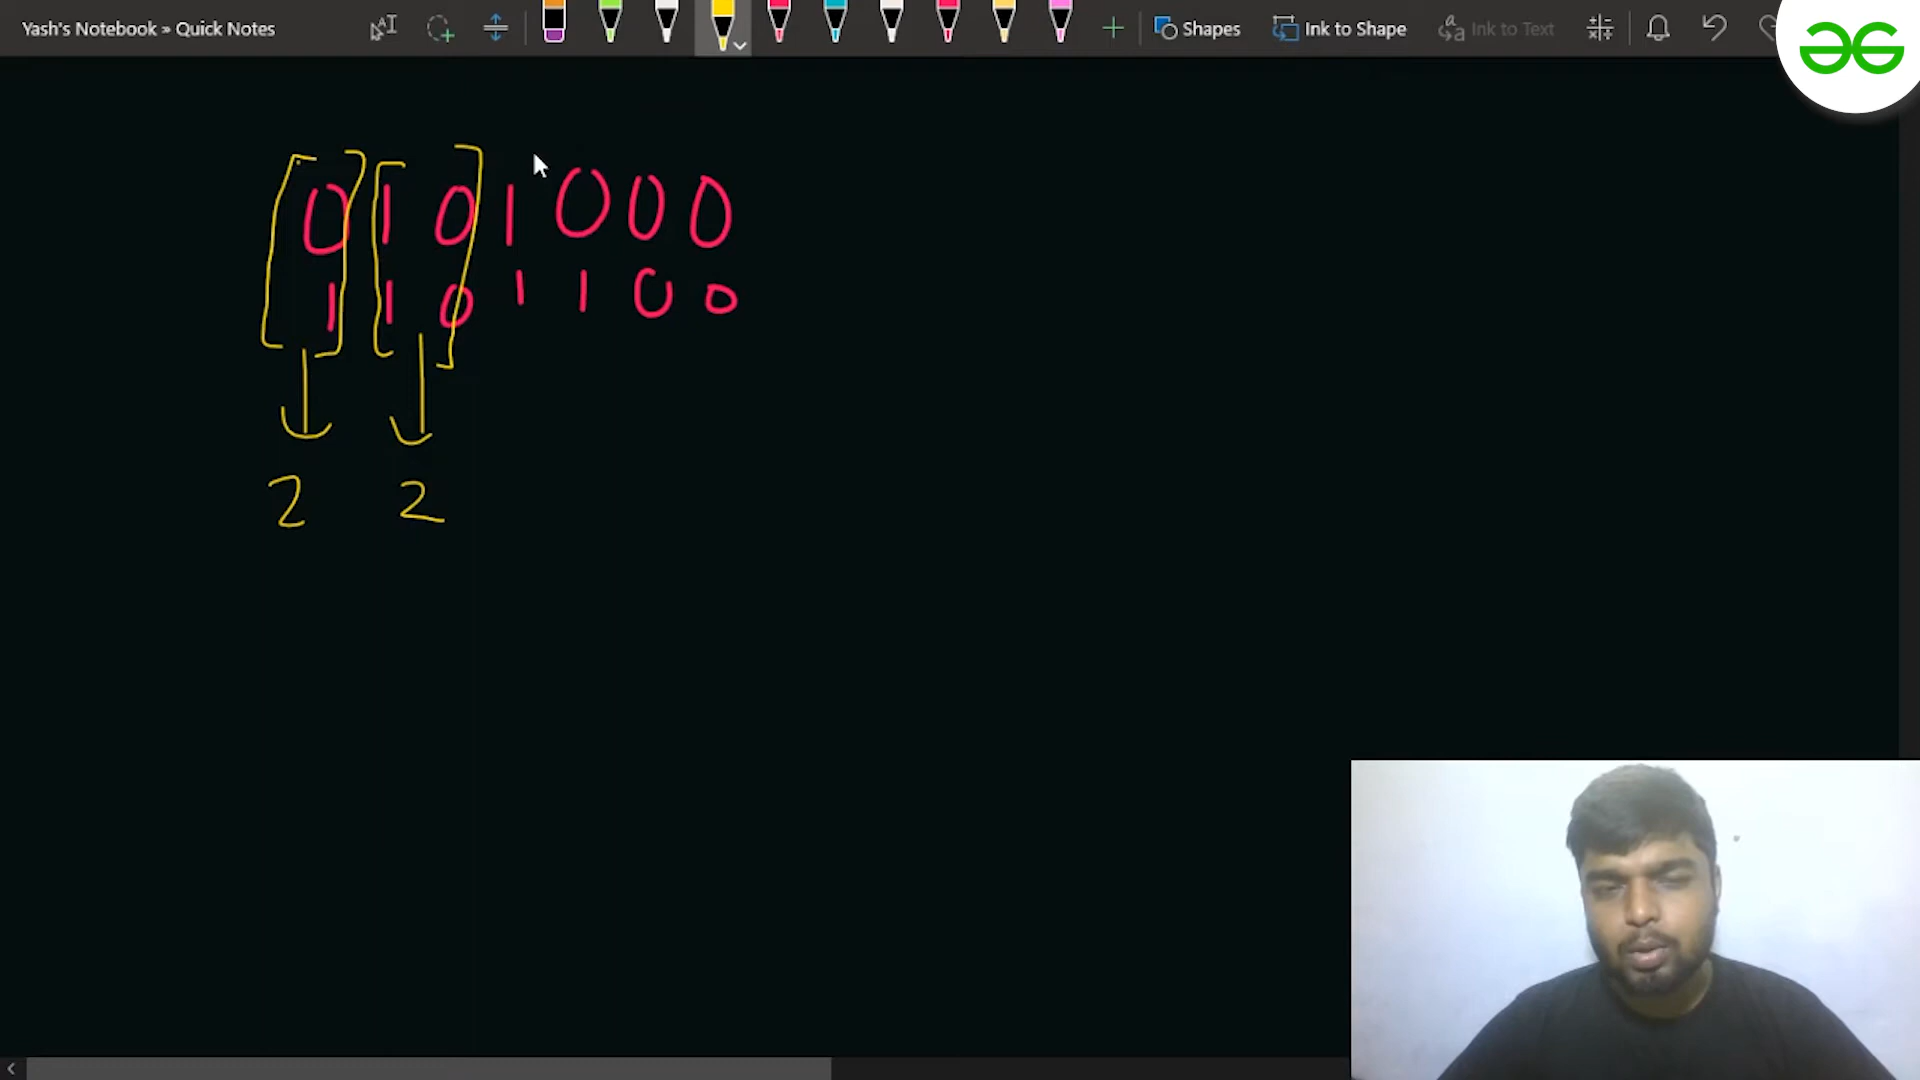 Yash's Notebook » Quick Notes
Shapes
Ink to Shape
Ink to Text
0 1 0 1 0 0 0
1 1 0 1 1 0 0
2 2